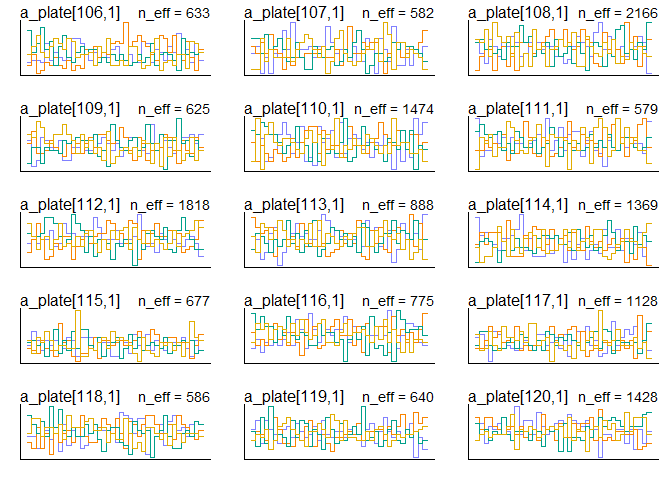 a_plate[106,1] n_eff = 633 a_plate[107,1] n_eff = 582 a_plate[108,1] n_eff = 2166
a_plate[109,1] n_eff = 625 a_plate[110,1] n_eff = 1474 a_plate[111,1] n_eff = 579
a_plate[112,1] n_eff = 1818 a_plate[113,1] n_eff = 888 a_plate[114,1] n_eff = 1369
a_plate[115,1] n_eff = 677 a_plate[116,1] n_eff = 775 a_plate[117,1] n_eff = 1128
a_plate[118,1] n_eff = 586 a_plate[119,1] n_eff = 640 a_plate[120,1] n_eff = 1428